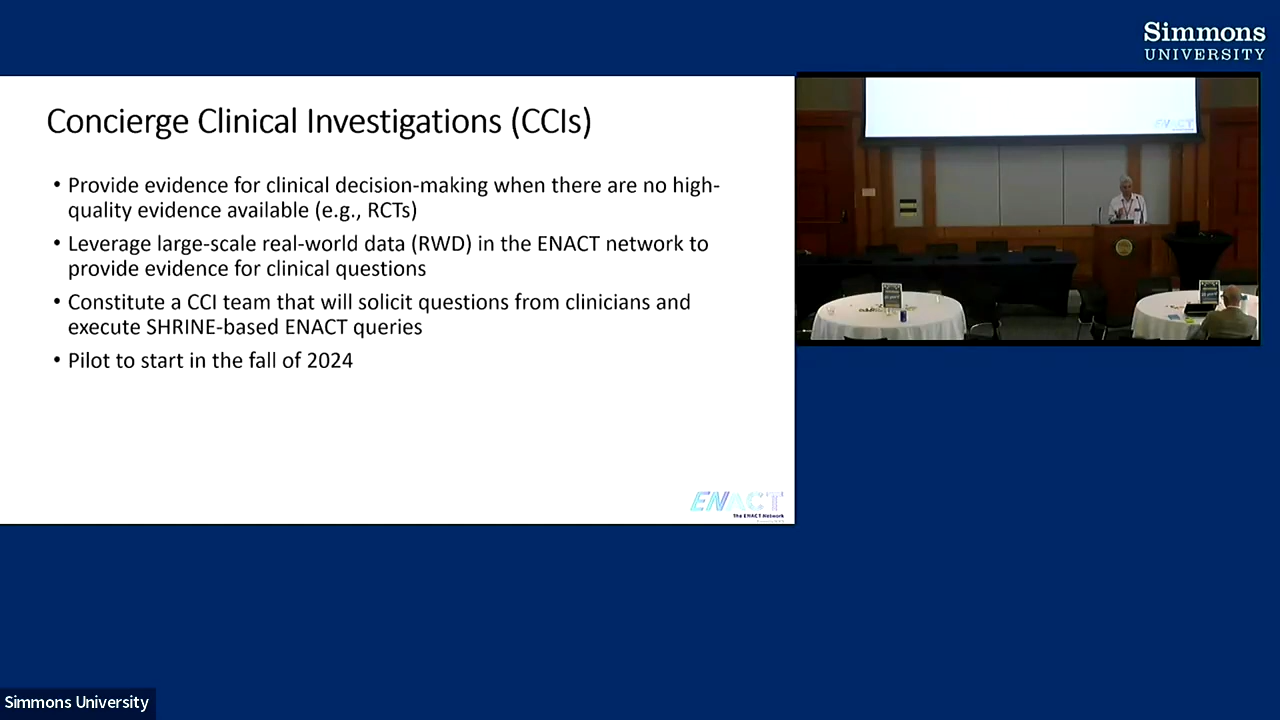 Simmons
UNIVERSITY
Concierge Clinical Investigations (CCIs)
• Provide evidence for clinical decision-making when there are no high-
quality evidence available (e.g., RCTs)
• Leverage large-scale real-world data (RWD) in the ENACT network to
provide evidence for clinical questions
• Constitute a CCI team that will solicit questions from clinicians and
execute SHRINE-based ENACT queries
• Pilot to start in the fall of 2024
ENACT
The ENACT Network
ENACT
Simmons University